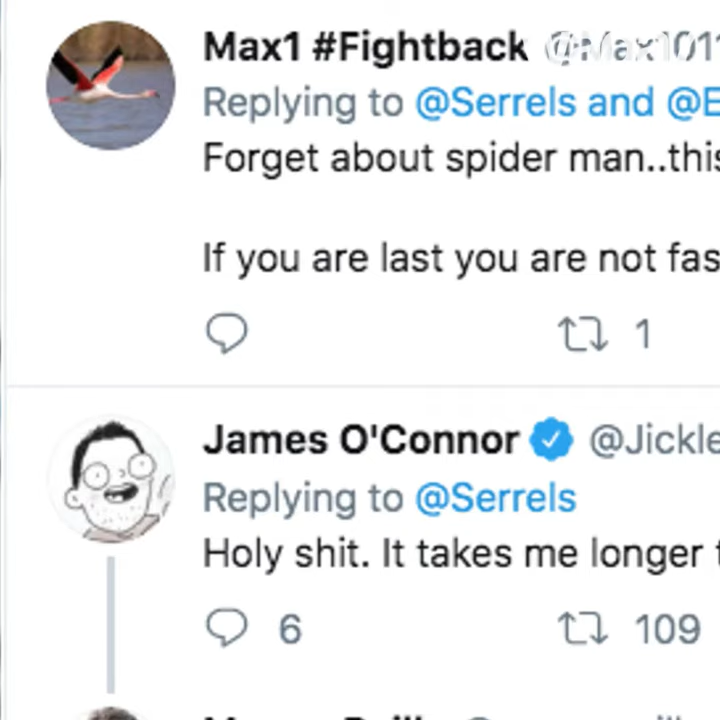 Max1 #Fightback @Max101
Replying to @Serrels and @E
Forget about spider man..this
If you are last you are not fas
1
James O'Connor @Jickle
Replying to @Serrels
Holy shit. It takes me longer t
6 109